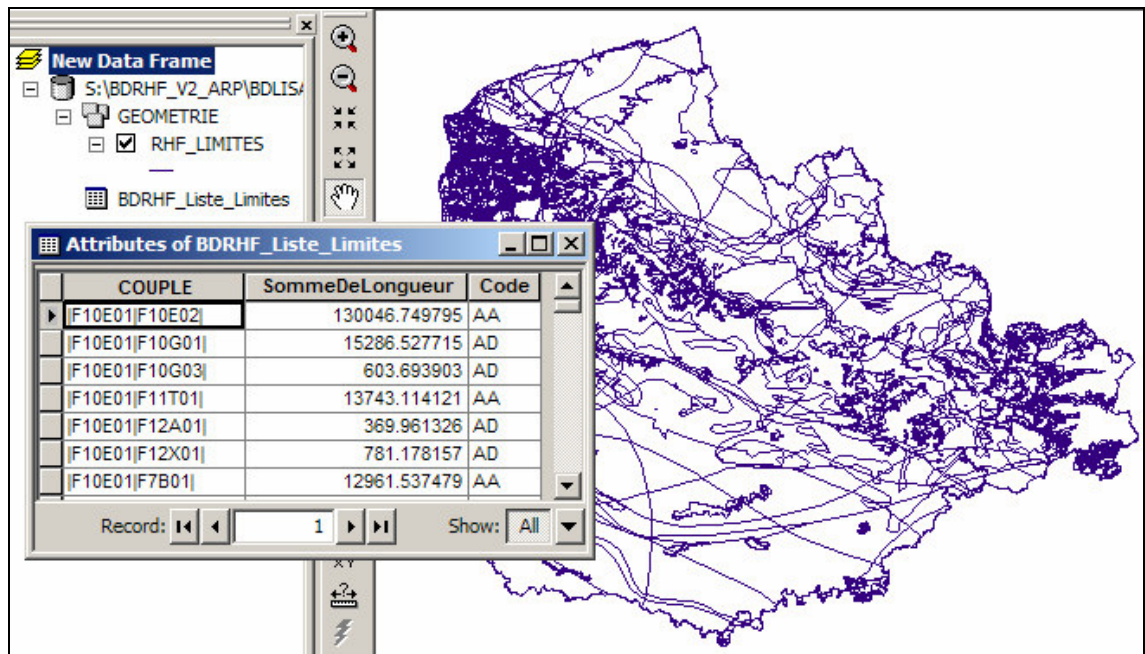 New Data Frame
S:\BDRHF_V2_ARP\BDLISA
GEOMETRIE
RHF_LIMITES
BDRHF_Liste_Limites
Attributes of BDRHF_Liste_Limites
COUPLE SommeDeLongueur Code
|F10E01|F10E02| 130046.749795 AA
|F10E01|F10G01| 15286.527715 AD
|F10E01|F10G03| 603.693903 AD
|F10E01|F11T01| 13743.114121 AA
|F10E01|F12A01| 369.961326 AD
|F10E01|F12X01| 781.178157 AD
|F10E01|F7B01| 12961.537479 AA
Record: 1 Show: All
XY